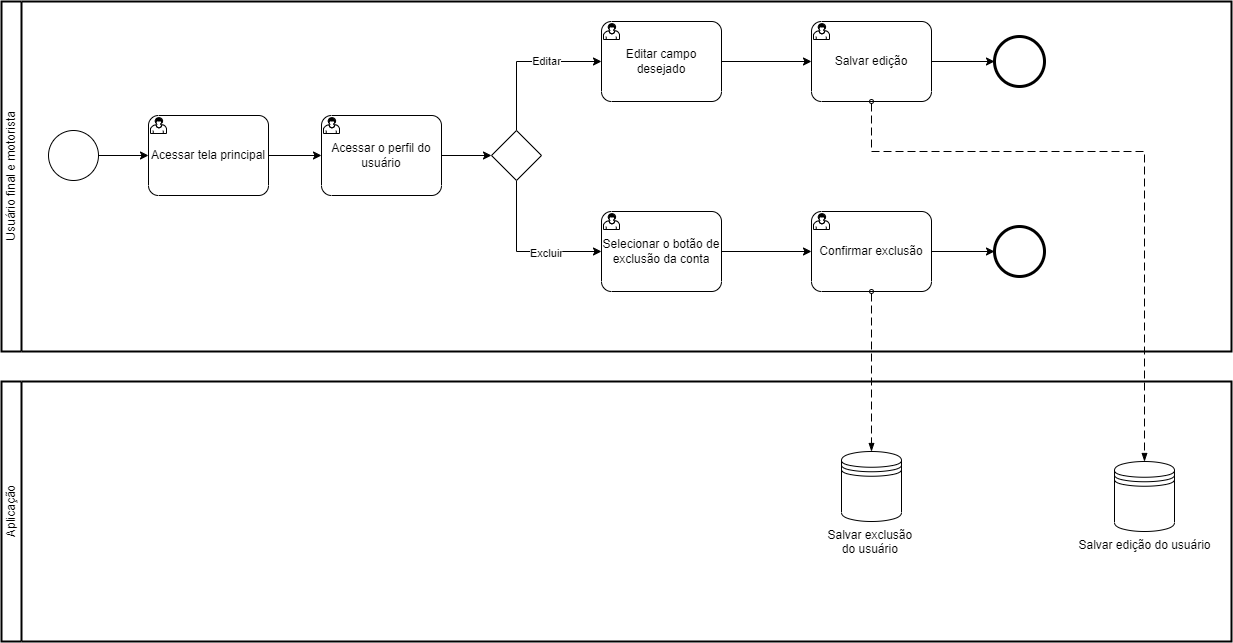 Usuário final e motorista
Acessar tela principal
Acessar o perfil do
usuário
Editar
Editar campo
desejado
Salvar edição
Excluir
Selecionar o botão de
exclusão da conta
Confirmar exclusão
Aplicação
Salvar exclusão
do usuário
Salvar edição do usuário